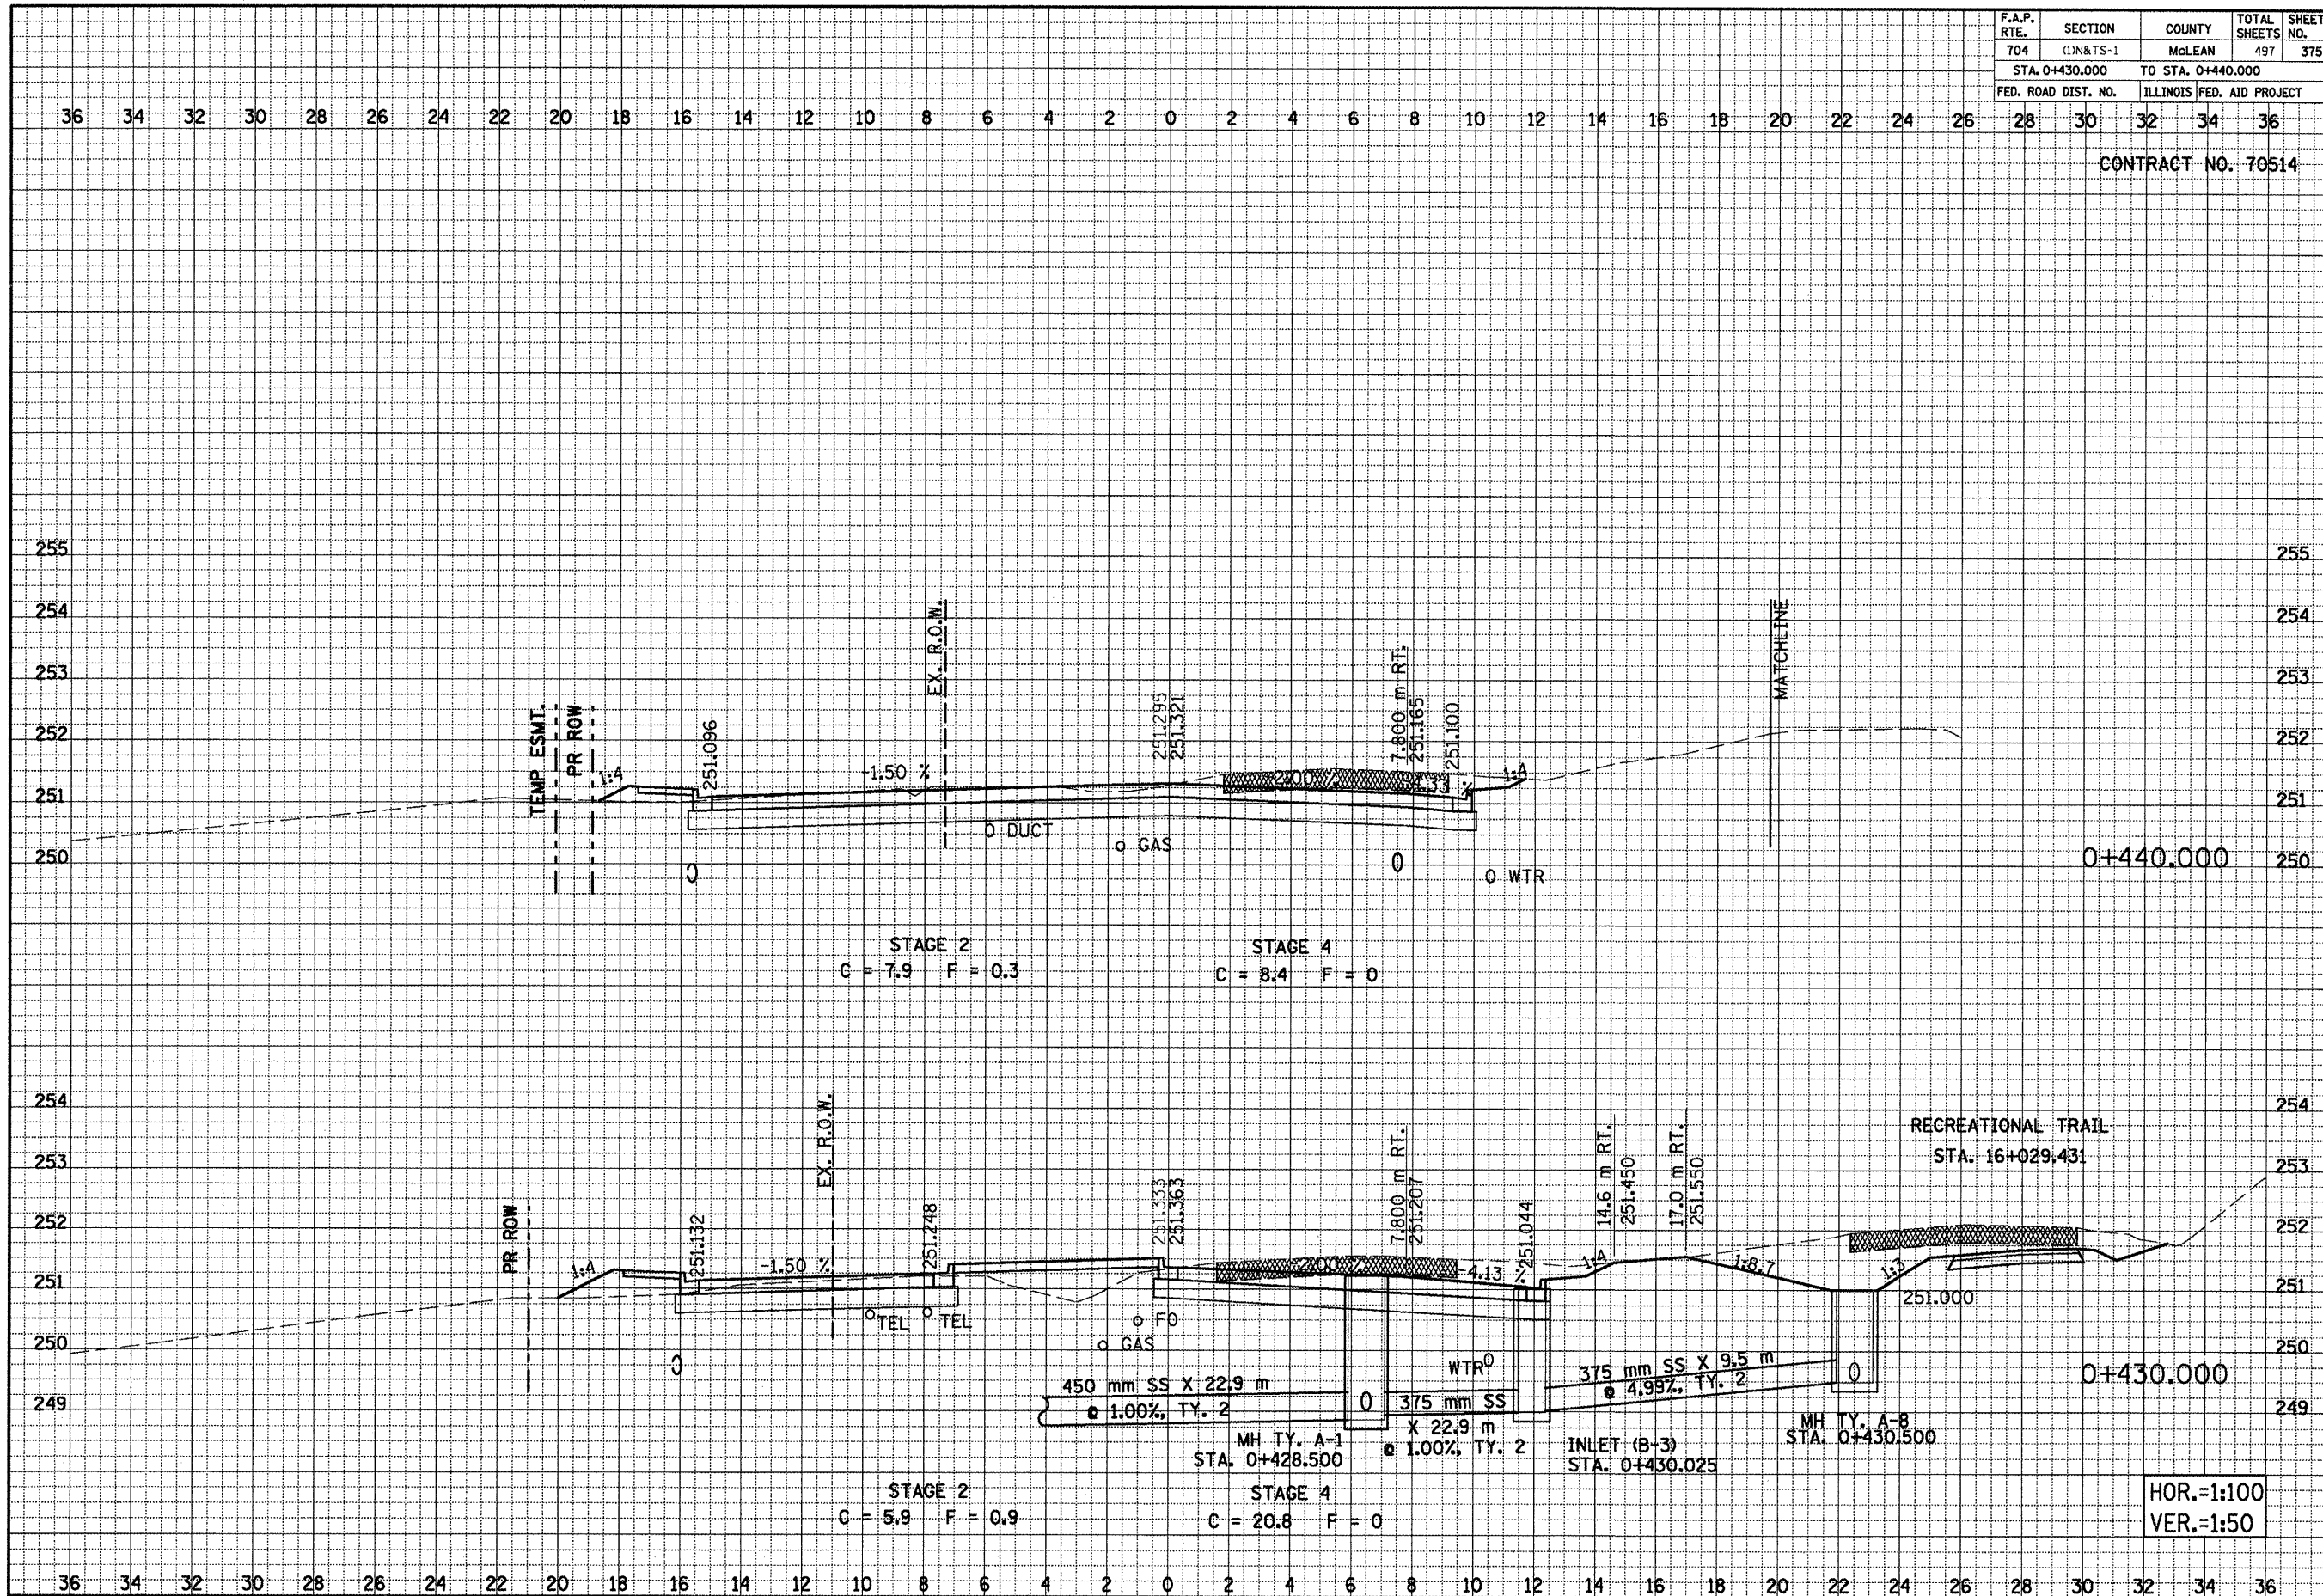 F.A.P. RTE. SECTION COUNTY TOTAL SHEETS SHEET NO.
704 (1)N&TS-1 McLEAN 497 375
STA. 0+430.000 TO STA. 0+440.000
FED. ROAD DIST. NO. ILLINOIS FED. AID PROJECT
36 34 32 30 28 26 24 22 20 18 16 14 12 10 8 6 4 2 0 2 4 6 8 10 12 14 16 18 20 22 24 26 28 30 32 34 36
CONTRACT NO. 70514
255 255
254 254
253 253
252 252
251 251
250 250
TEMP ESMT.
PR ROW
1:4
251.096
-1.50 %
EX. R.O.W.
251.295
251.321
7.800 m RT.
251.165
251.100
1:4
MATCHLINE
DUCT
GAS
WTR
0+440.000
STAGE 2
C = 7.9 F = 0.3
STAGE 4
C = 8.4 F = 0
254 254
253 253
252 252
251 251
250 250
249 249
PR ROW
1:4
251.132
-1.50 %
EX. R.O.W.
251.248
251.333
251.363
7.800 m RT.
251.207
-4.13 %
251.044
1:4
14.6 m RT.
251.450
17.0 m RT.
251.550
1:8.7
1:3
251.000
RECREATIONAL TRAIL
STA. 16+029.431
TEL TEL
FO
GAS
WTR
0+430.000
450 mm SS X 22.9 m
@ 1.00%, TY. 2
375 mm SS
X 22.9 m
@ 1.00%, TY. 2
375 mm SS X 9.5 m
@ 4.99%, TY. 2
MH TY. A-1
STA. 0+428.500
INLET (B-3)
STA. 0+430.025
MH TY. A-8
STA. 0+430.500
STAGE 2
C = 5.9 F = 0.9
STAGE 4
C = 20.8 F = 0
HOR.=1:100
VER.=1:50
36 34 32 30 28 26 24 22 20 18 16 14 12 10 8 6 4 2 0 2 4 6 8 10 12 14 16 18 20 22 24 26 28 30 32 34 36